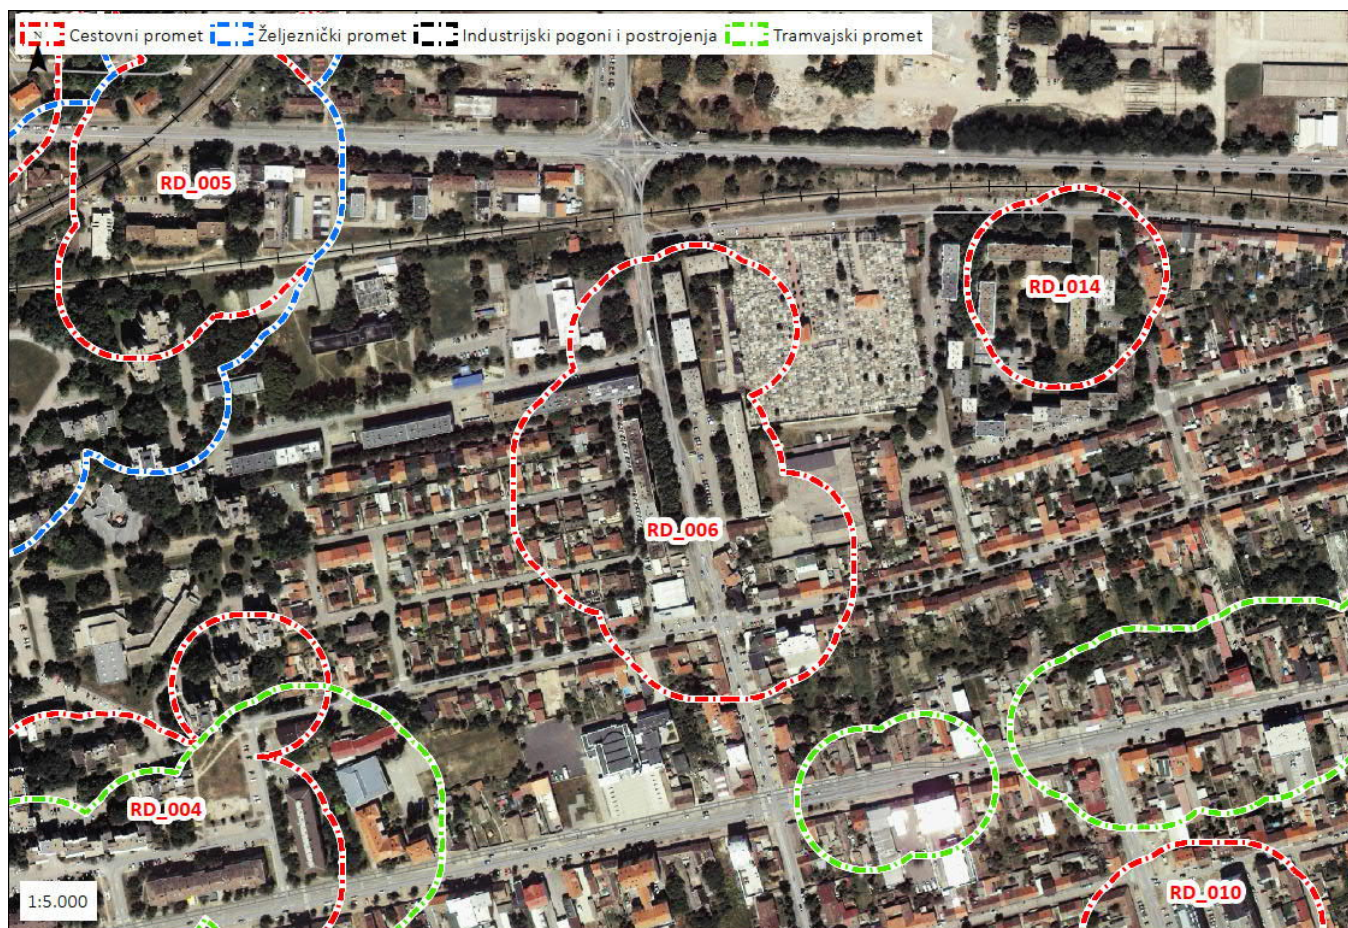 N
Cestovni promet Željeznički promet Industrijski pogoni i postrojenja Tramvajski promet
RD_005
RD_014
RD_006
RD_004
RD_010
1:5.000